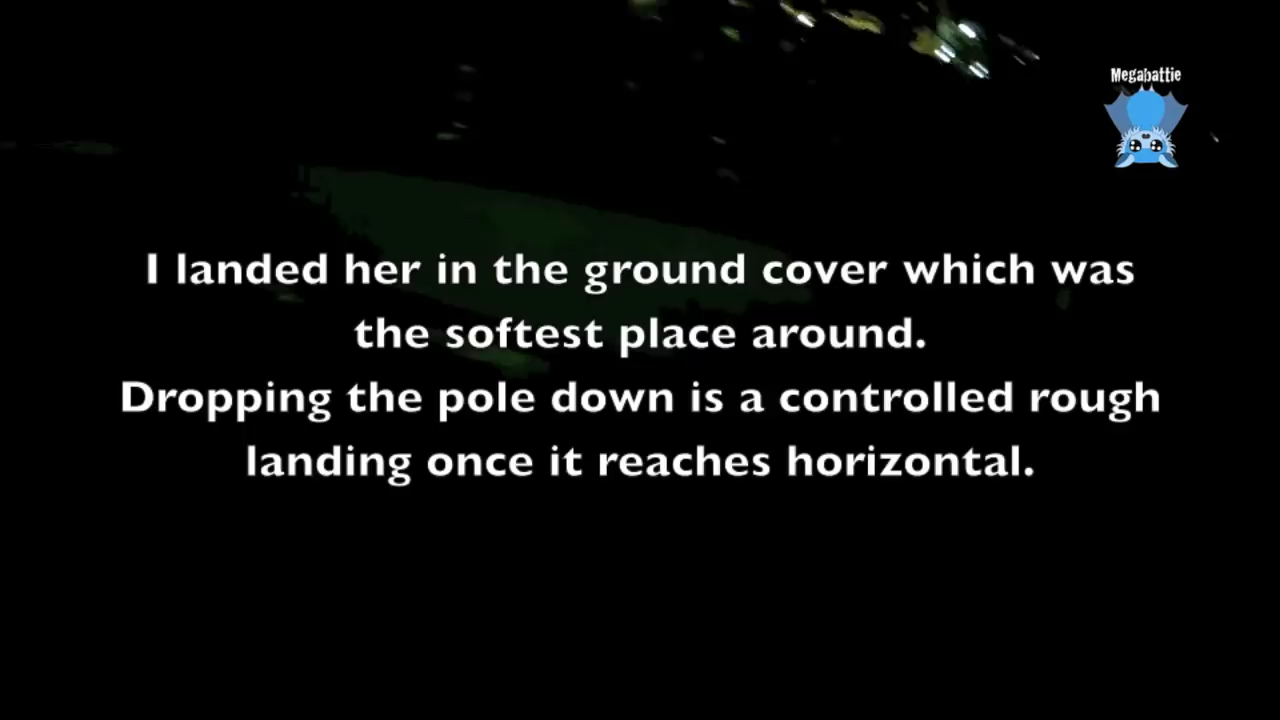 Megabattie
I landed her in the ground cover which was
the softest place around.
Dropping the pole down is a controlled rough
landing once it reaches horizontal.